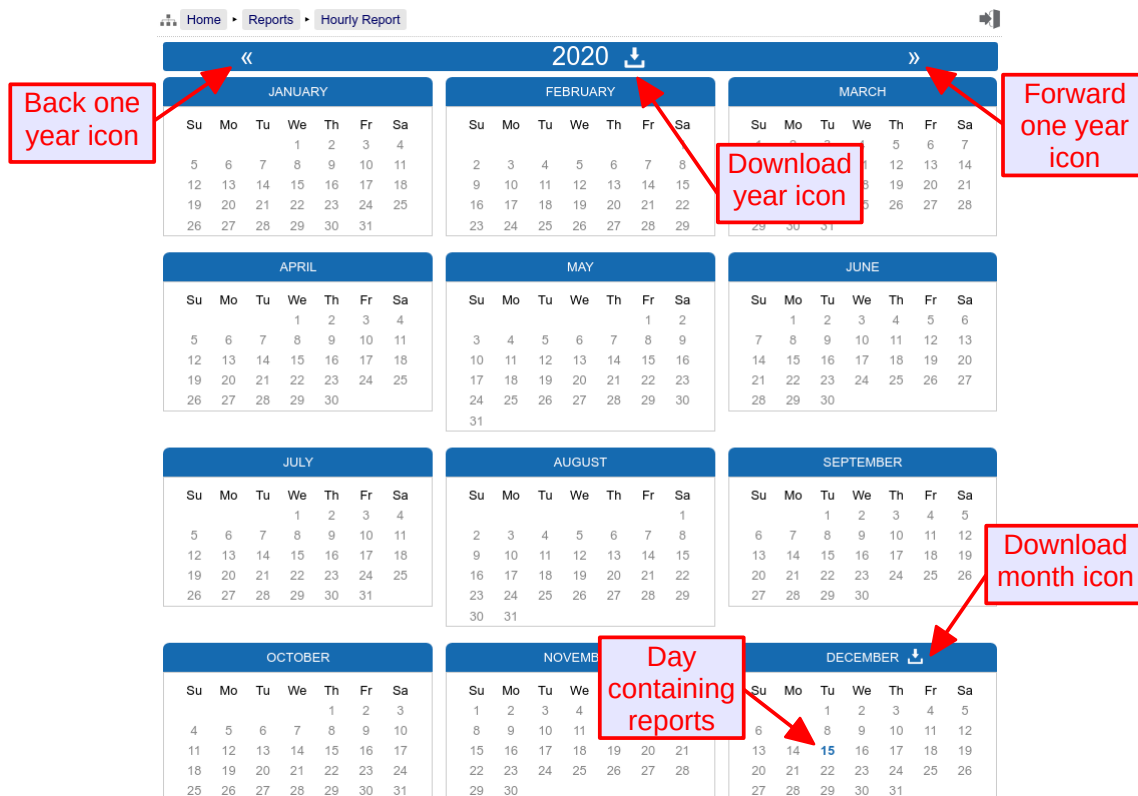 Home ‣ Reports ‣ Hourly Report
« 2020 »
Back one
year icon
Download
year icon
Forward
one year
icon
JANUARY
Su Mo Tu We Th Fr Sa
1 2 3 4
5 6 7 8 9 10 11
12 13 14 15 16 17 18
19 20 21 22 23 24 25
26 27 28 29 30 31
FEBRUARY
Su Mo Tu We Th Fr Sa
2 3 4 5 6 7 8
9 10 11 12 13 14 15
16 17 18 19 20 21 22
23 24 25 26 27 28 29
MARCH
Su Mo Tu We Th Fr Sa
1 2 3 4 5 6 7
12 13 14
19 20 21
26 27 28
29 30 31
APRIL
Su Mo Tu We Th Fr Sa
1 2 3 4
5 6 7 8 9 10 11
12 13 14 15 16 17 18
19 20 21 22 23 24 25
26 27 28 29 30
MAY
Su Mo Tu We Th Fr Sa
1 2
3 4 5 6 7 8 9
10 11 12 13 14 15 16
17 18 19 20 21 22 23
24 25 26 27 28 29 30
31
JUNE
Su Mo Tu We Th Fr Sa
1 2 3 4 5 6
7 8 9 10 11 12 13
14 15 16 17 18 19 20
21 22 23 24 25 26 27
28 29 30
JULY
Su Mo Tu We Th Fr Sa
1 2 3 4
5 6 7 8 9 10 11
12 13 14 15 16 17 18
19 20 21 22 23 24 25
26 27 28 29 30 31
AUGUST
Su Mo Tu We Th Fr Sa
1
2 3 4 5 6 7 8
9 10 11 12 13 14 15
16 17 18 19 20 21 22
23 24 25 26 27 28 29
30 31
SEPTEMBER
Su Mo Tu We Th Fr Sa
1 2 3 4 5
6 7 8 9 10 11 12
13 14 15 16 17 18 19
20 21 22 23 24 25 26
27 28 29 30
Download
month icon
OCTOBER
Su Mo Tu We Th Fr Sa
1 2 3
4 5 6 7 8 9 10
11 12 13 14 15 16 17
18 19 20 21 22 23 24
25 26 27 28 29 30 31
NOVEMB
Su Mo Tu We
1 2 3 4
8 9 10 11
15 16 17 18 19 20 21
22 23 24 25 26 27 28
29 30
Day
containing
reports
DECEMBER
Su Mo Tu We Th Fr Sa
1 2 3 4 5
6 8 9 10 11 12
13 14 15 16 17 18 19
20 21 22 23 24 25 26
27 28 29 30 31